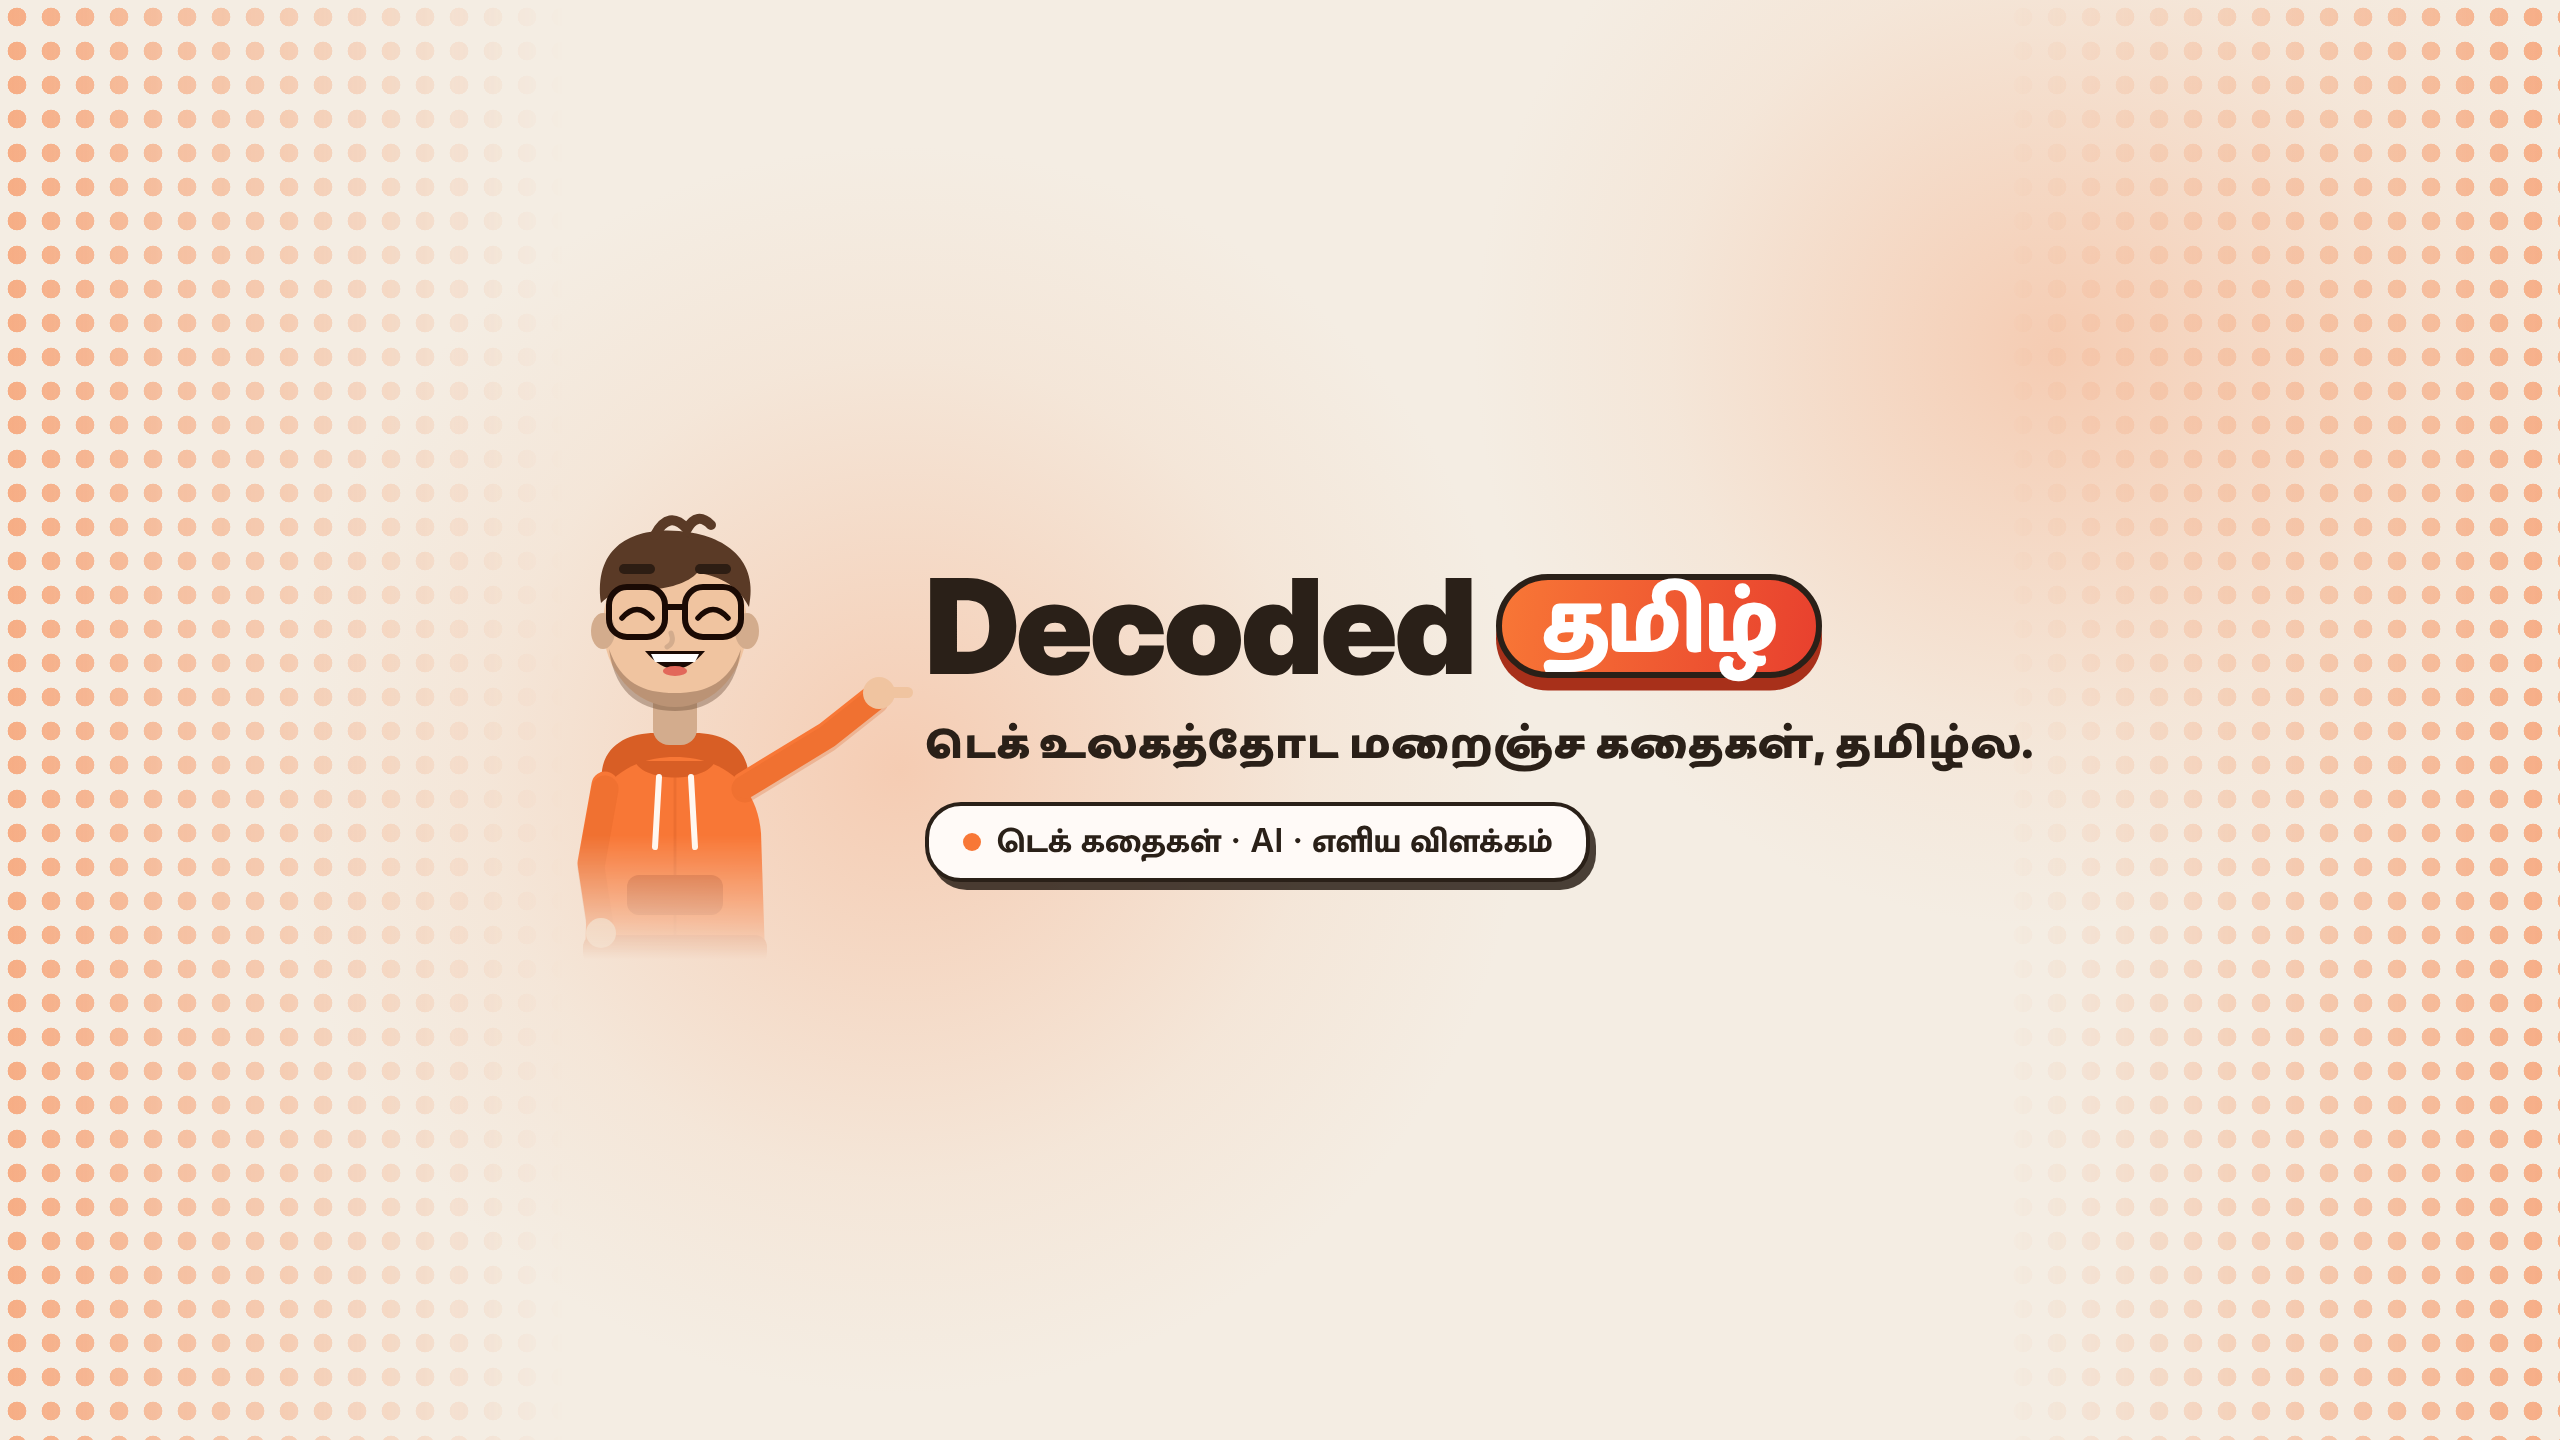 Decoded தமிழ்
டெக் உலகத்தோட மறைஞ்ச கதைகள், தமிழ்ல.
டெக் கதைகள் · AI · எளிய விளக்கம்